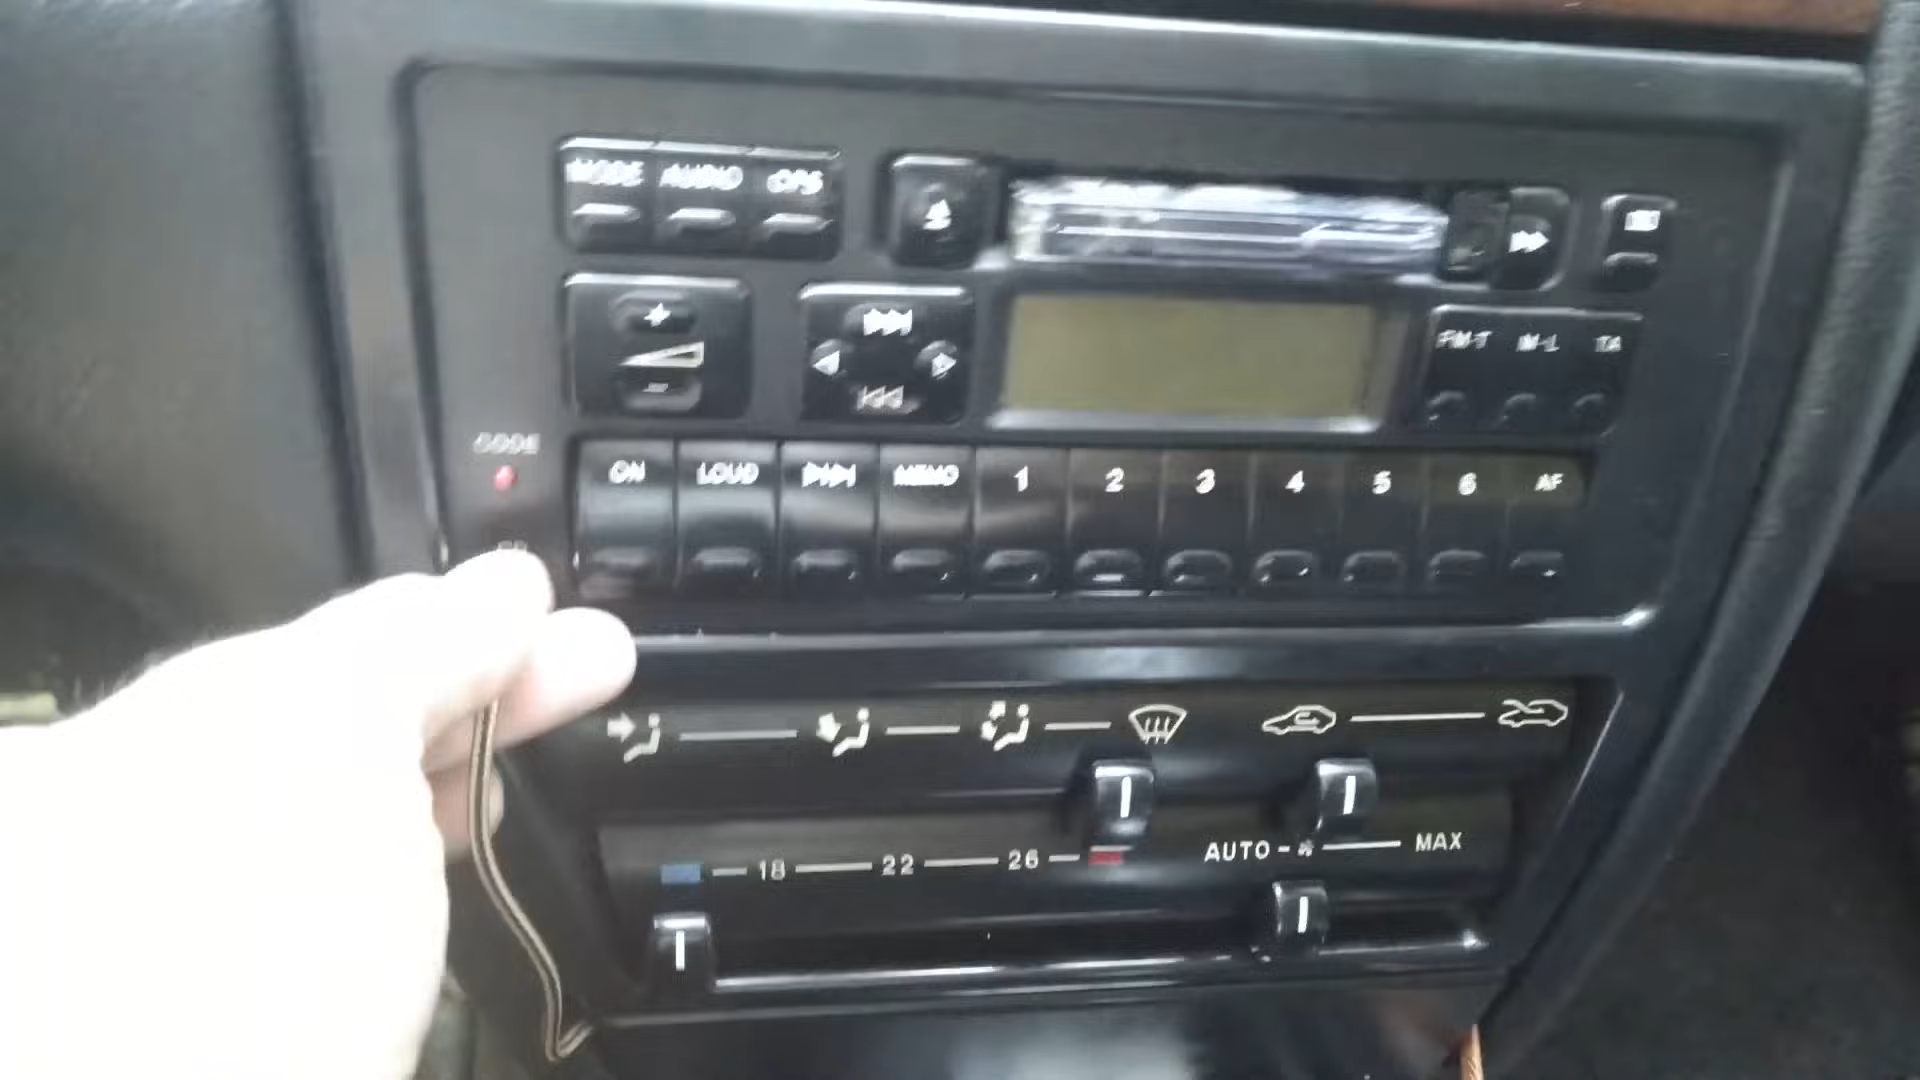 MODE AUDIO
FM-T M-L TA
CODE
ON LOUD MEMO 1 2 3 4 5 6 AF
18 22 26
AUTO MAX